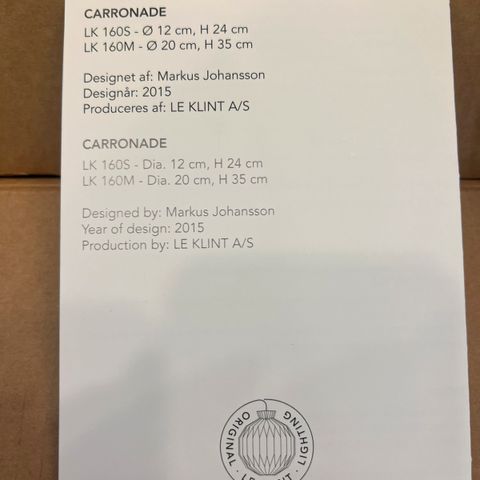 CARRONADE
LK 160S - Ø 12 cm, H 24 cm
LK 160M - Ø 20 cm, H 35 cm
Designet af: Markus Johansson
Designår: 2015
Produceres af: LE KLINT A/S
CARRONADE
LK 160S - Dia. 12 cm, H 24 cm
LK 160M - Dia. 20 cm, H 35 cm
Designed by: Markus Johansson
Year of design: 2015
Production by: LE KLINT A/S
ORIGINAL · LE KLINT · LIGHTING